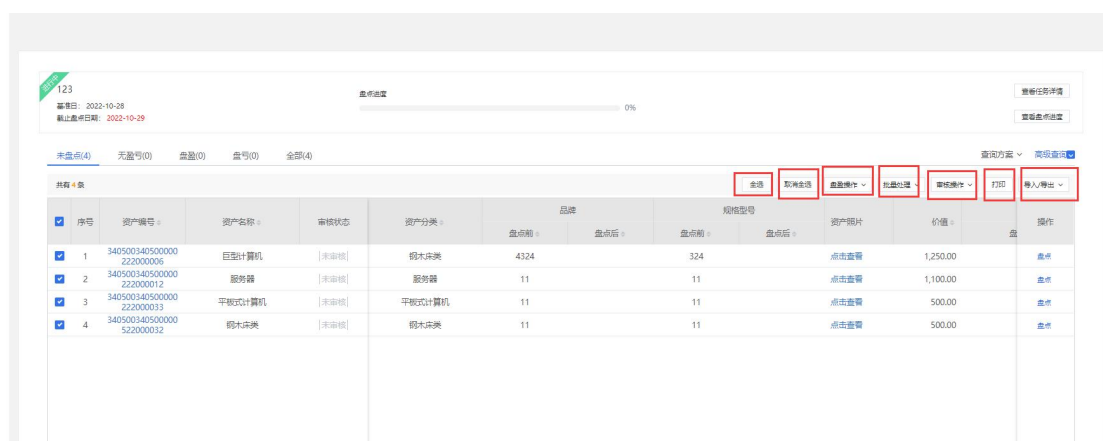 进行中
123
基准日: 2022-10-28
截止盘点日期: 2022-10-29
盘点进度
0%
查看任务详情
查看盘点进度
未盘点(4) 无盈亏(0) 盘盈(0) 盘亏(0) 全部(4) 查询方案 高级查询
共有 4 条 全选 取消全选 盘盈操作 批量处理 审核操作 打印 导入/导出
序号 资产编号 资产名称 审核状态 资产分类 品牌 规格型号 资产照片 价值 操作
盘点前 盘点后 盘点前 盘点后 盘
1 340500340500000222000006 巨型计算机 未审核 钢木床类 4324 324 点击查看 1,250.00 盘点
2 340500340500000222000012 服务器 未审核 服务器 11 11 点击查看 1,100.00 盘点
3 340500340500000222000033 平板式计算机 未审核 平板式计算机 11 11 点击查看 500.00 盘点
4 340500340500000522000032 钢木床类 未审核 钢木床类 11 11 点击查看 500.00 盘点